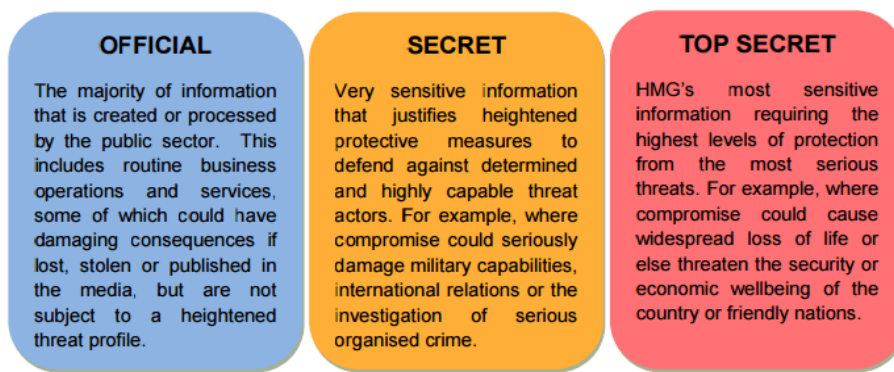 OFFICIAL
The majority of information
that is created or processed
by the public sector. This
includes routine business
operations and services,
some of which could have
damaging consequences if
lost, stolen or published in
the media, but are not
subject to a heightened
threat profile.
SECRET
Very sensitive information
that justifies heightened
protective measures to
defend against determined
and highly capable threat
actors. For example, where
compromise could seriously
damage military capabilities,
international relations or the
investigation of serious
organised crime.
TOP SECRET
HMG's most sensitive
information requiring the
highest levels of protection
from the most serious
threats. For example, where
compromise could cause
widespread loss of life or
else threaten the security or
economic wellbeing of the
country or friendly nations.